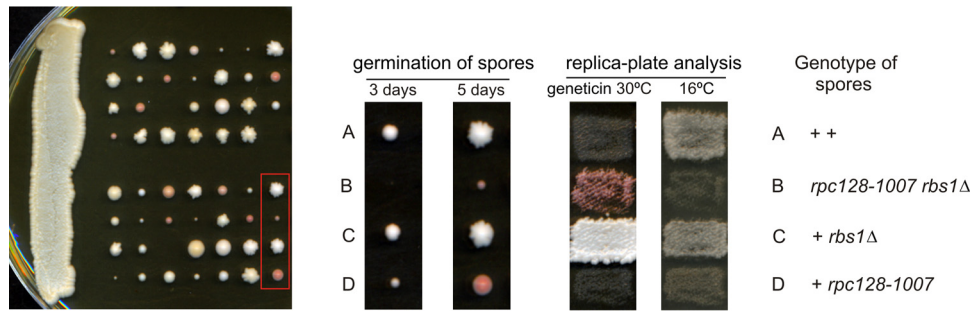 germination of spores
3 days 5 days
replica-plate analysis
geneticin 30ºC 16ºC
Genotype of
spores
A A + +
B B rpc128-1007 rbs1Δ
C C + rbs1Δ
D D + rpc128-1007